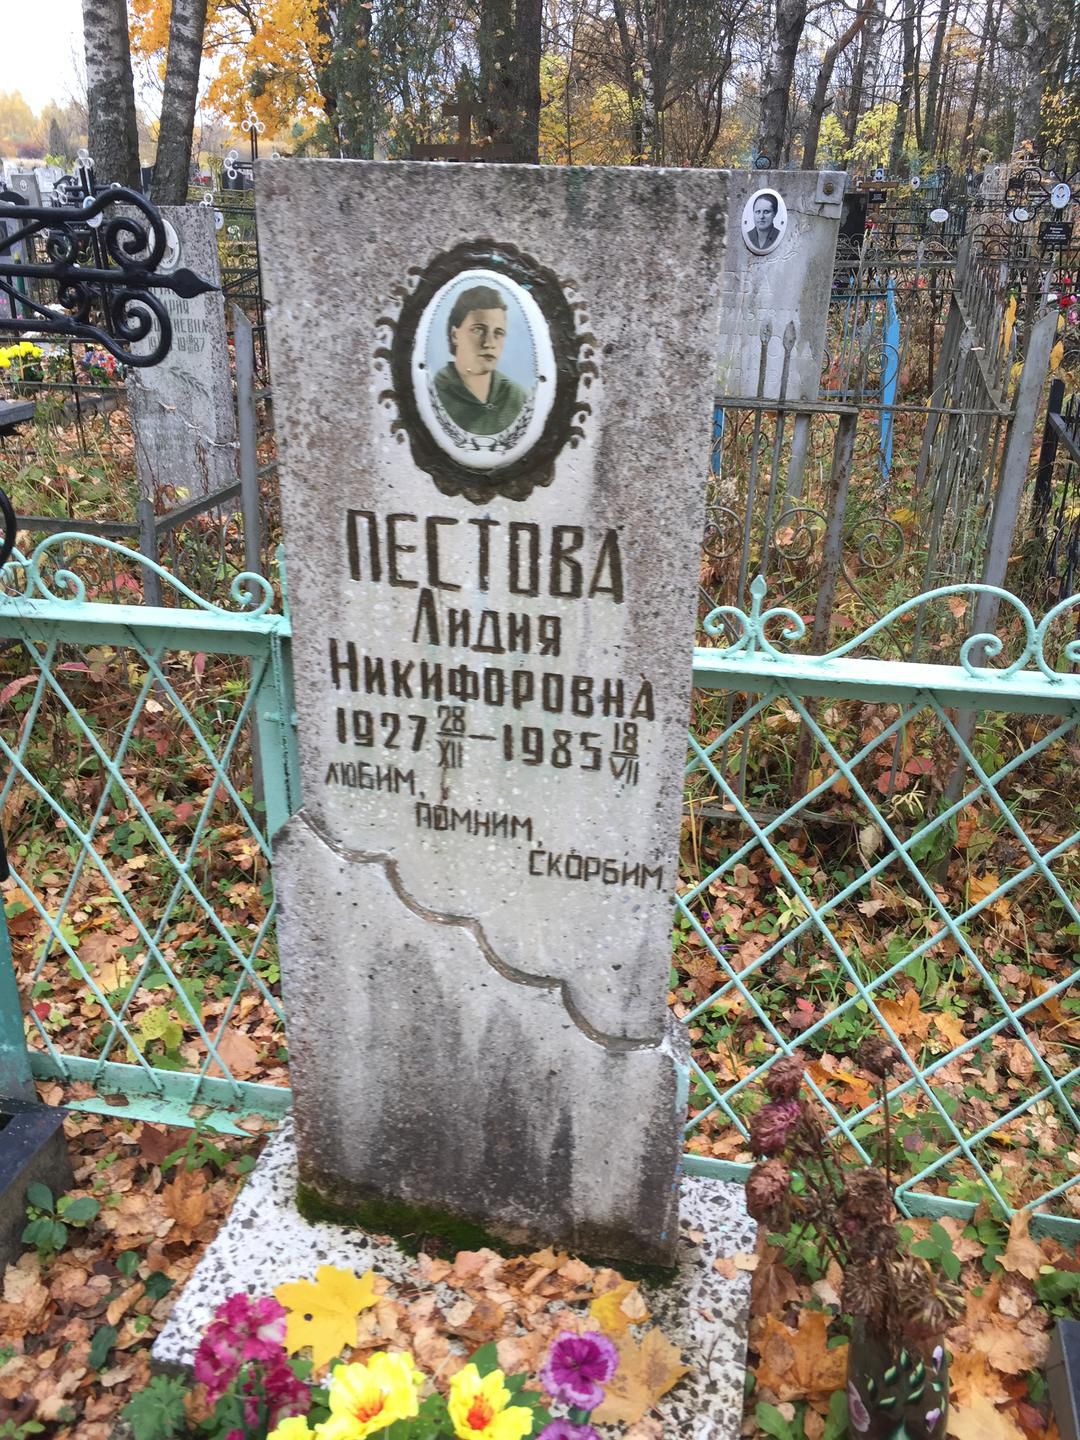 ПЕСТОВА
Лидия
Никифоровна
1927 28/XII – 1985 18/VII
ЛЮБИМ,
ПОМНИМ,
СКОРБИМ.